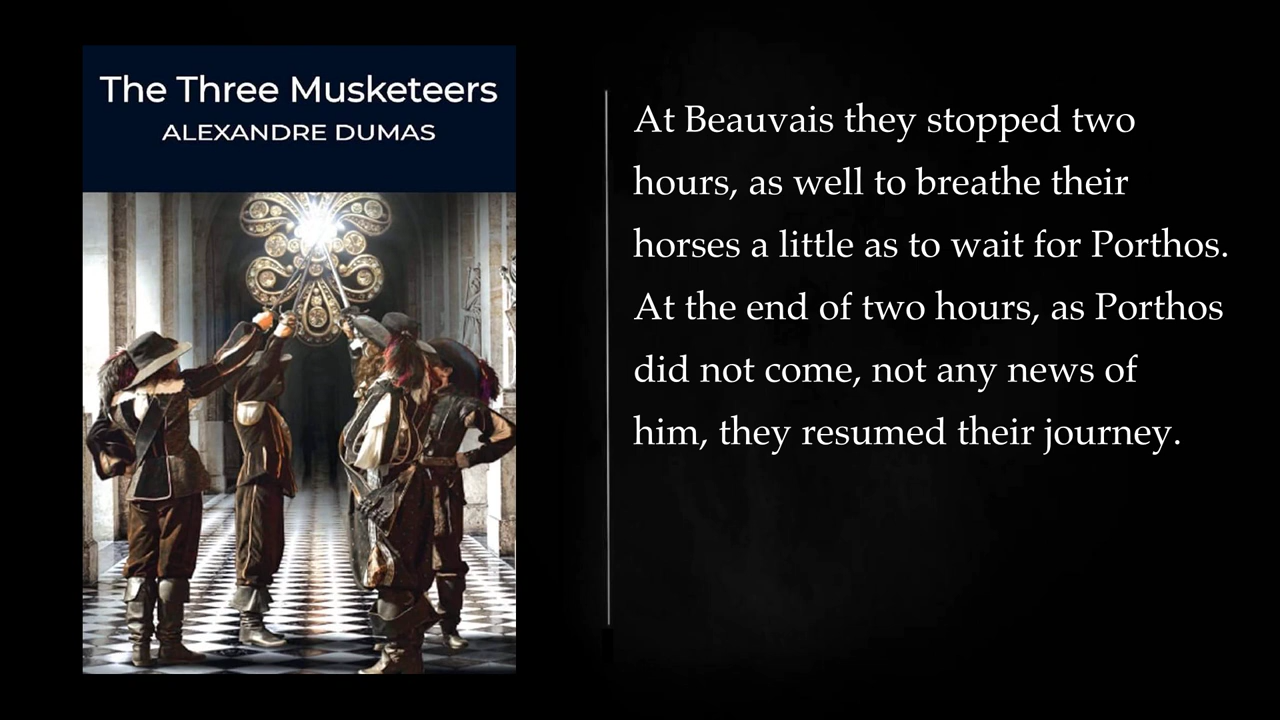 The Three Musketeers
ALEXANDRE DUMAS
At Beauvais they stopped two
hours, as well to breathe their
horses a little as to wait for Porthos.
At the end of two hours, as Porthos
did not come, not any news of
him, they resumed their journey.